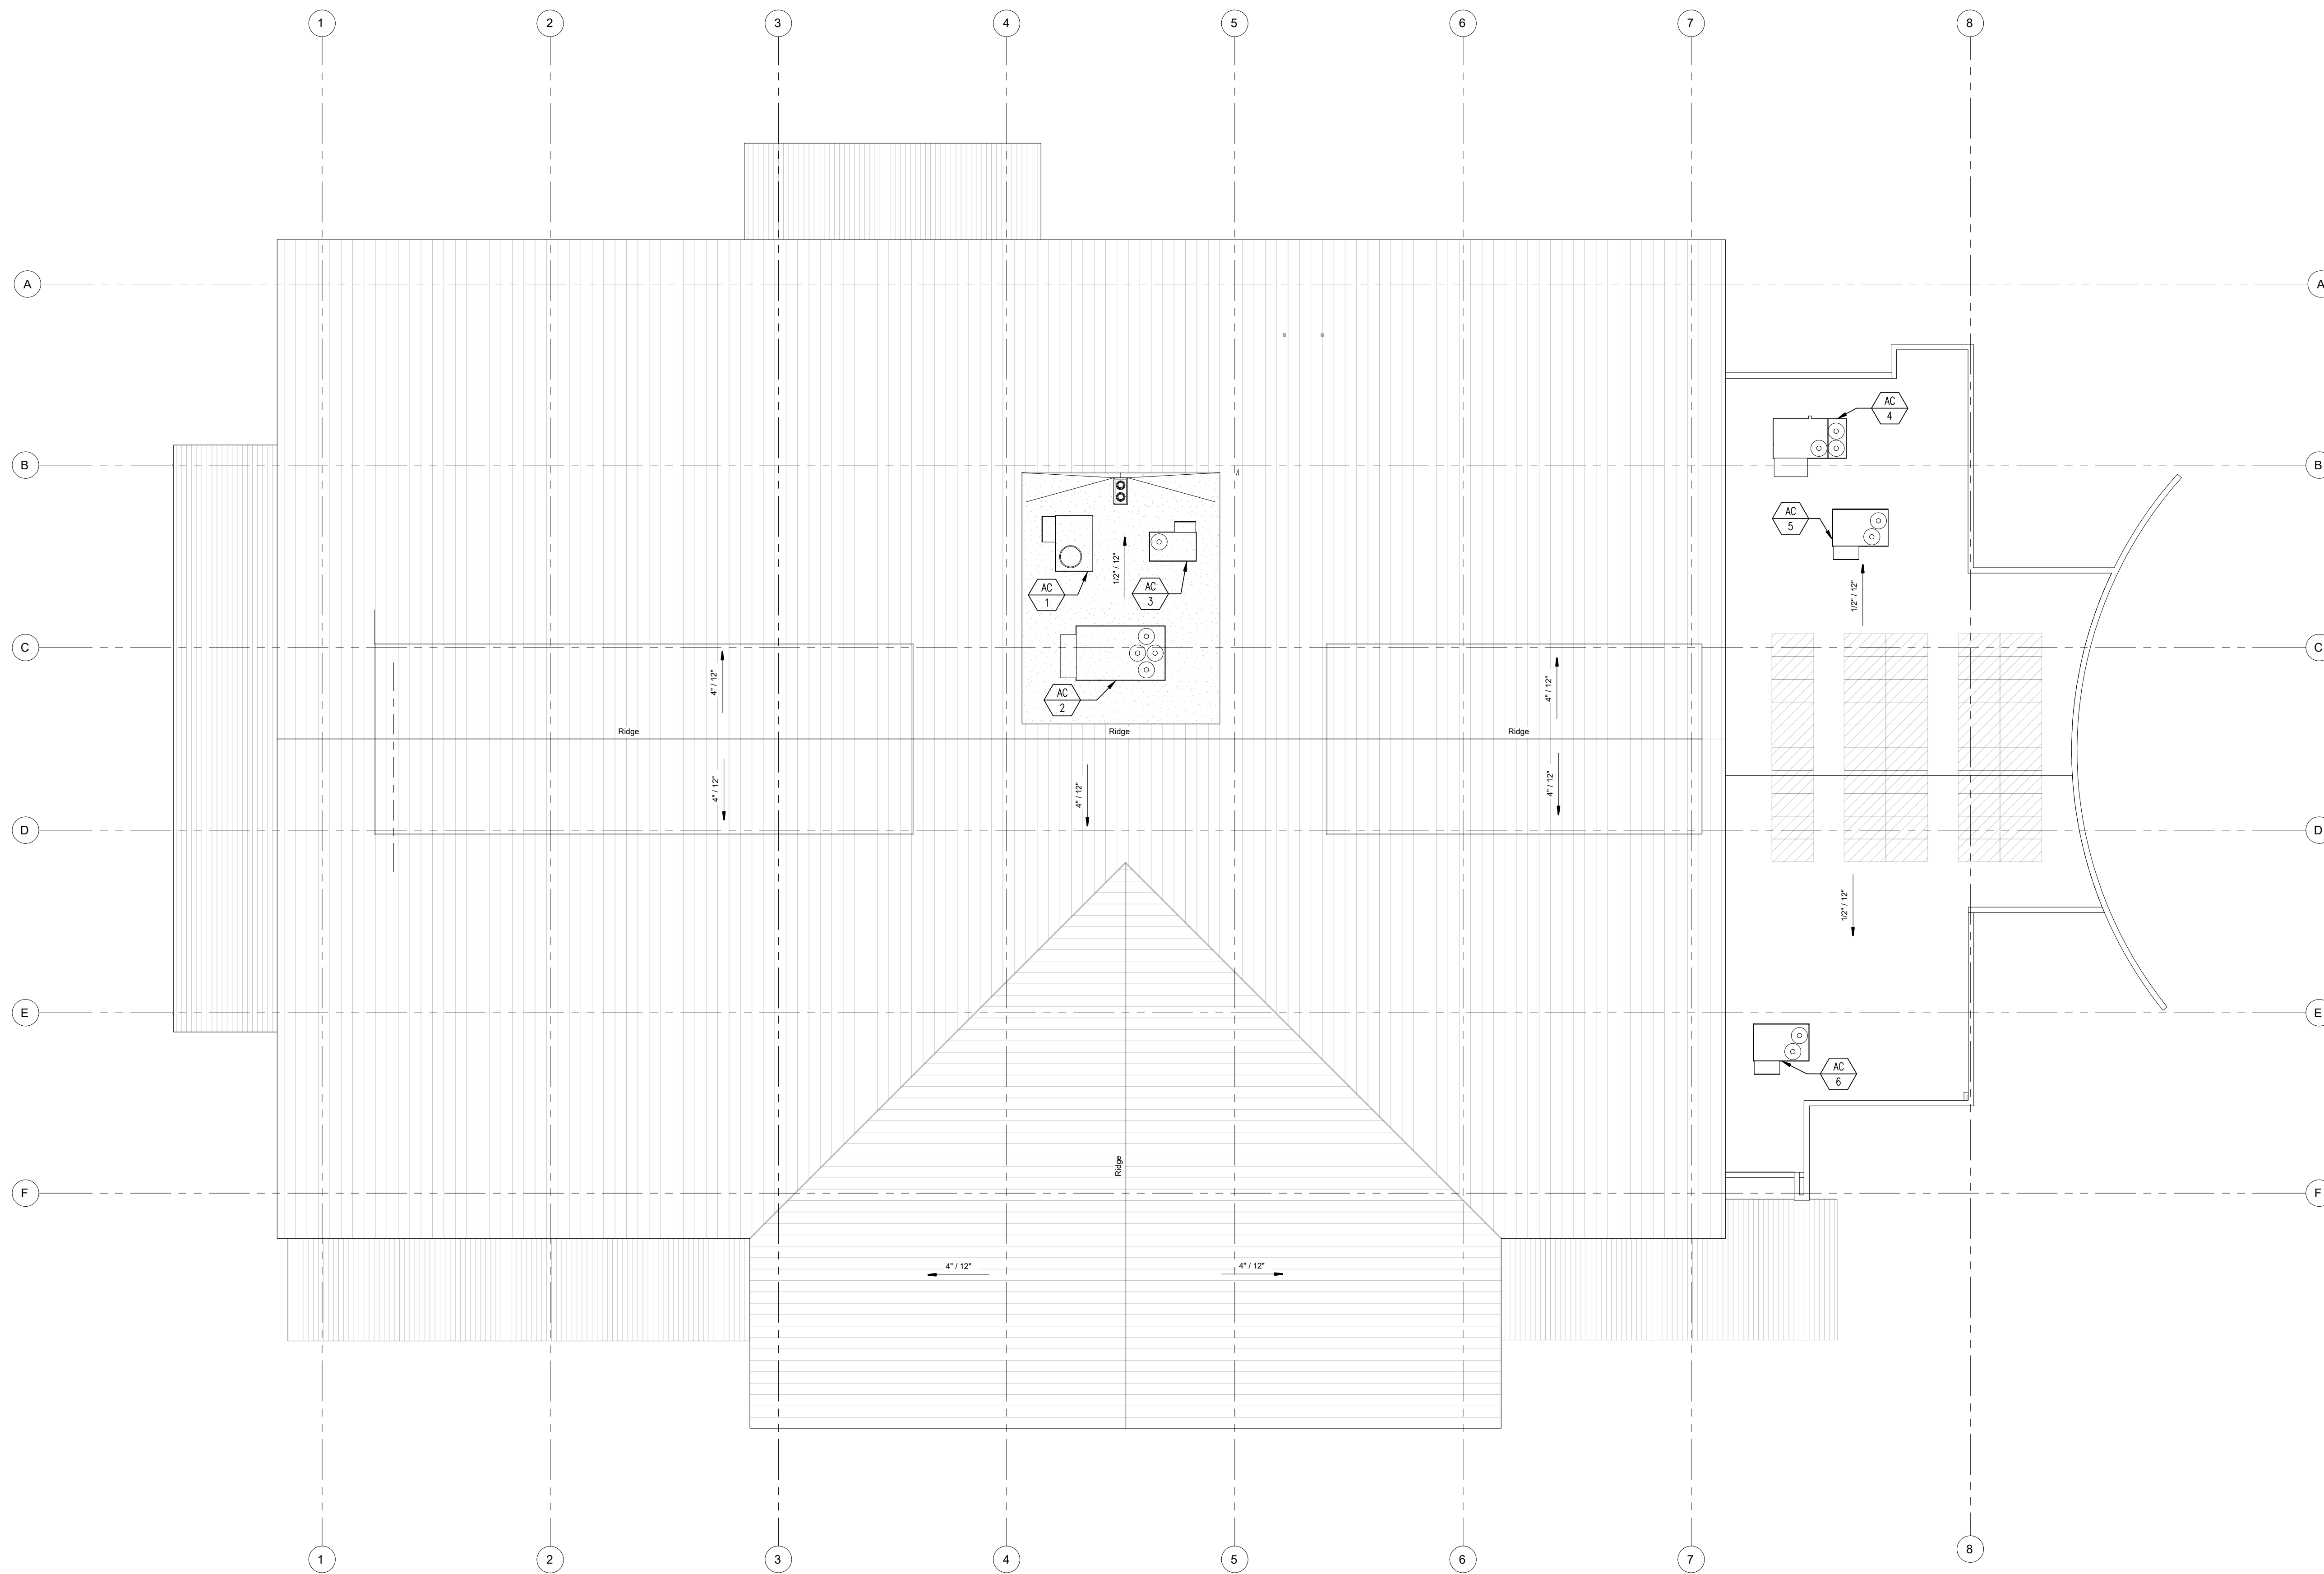 1 2 3 4 5 6 7 8
A A
AC
4
B B
AC
5
AC
1
1/2" / 12"
AC
3
1/2" / 12"
C C
4" / 12"
4" / 12"
AC
2
Ridge Ridge Ridge
4" / 12"
4" / 12"
4" / 12"
D D
1/2" / 12"
E E
AC
6
Ridge
F F
4" / 12" 4" / 12"
1 2 3 4 5 6 7 8